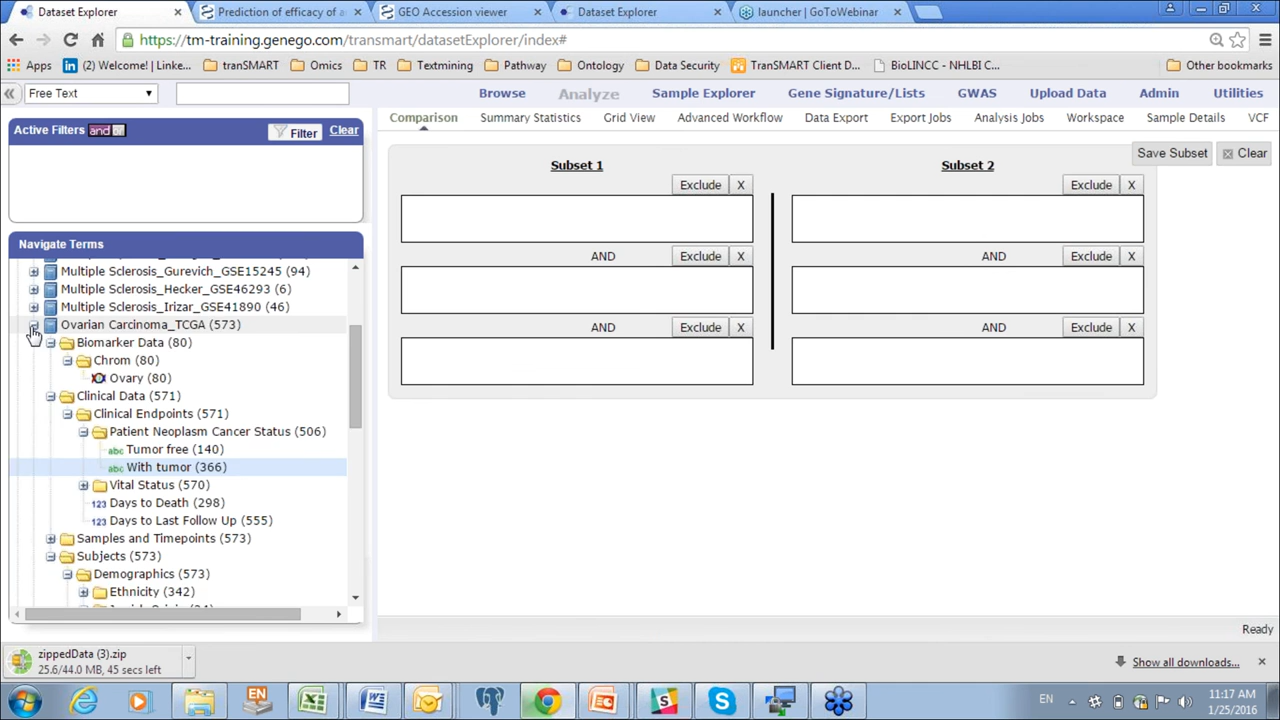 Dataset Explorer
Prediction of efficacy of a
GEO Accession viewer
Dataset Explorer
launcher | GoToWebinar
https://tm-training.genego.com/transmart/datasetExplorer/index#
Apps
(2) Welcome! | Linke...
tranSMART
Omics
TR
Textmining
Pathway
Ontology
Data Security
TranSMART Client D...
BioLINCC - NHLBI C...
Other bookmarks
Free Text
Browse
Analyze
Sample Explorer
Gene Signature/Lists
GWAS
Upload Data
Admin
Utilities
Active Filters and or
Filter
Clear
Comparison
Summary Statistics
Grid View
Advanced Workflow
Data Export
Export Jobs
Analysis Jobs
Workspace
Sample Details
VCF
Save Subset
Clear
Subset 1
Subset 2
Exclude X
Exclude X
AND Exclude X
AND Exclude X
AND Exclude X
AND Exclude X
Navigate Terms
Multiple Sclerosis_Gurevich_GSE15245 (94)
Multiple Sclerosis_Hecker_GSE46293 (6)
Multiple Sclerosis_Irizar_GSE41890 (46)
Ovarian Carcinoma_TCGA (573)
Biomarker Data (80)
Chrom (80)
Ovary (80)
Clinical Data (571)
Clinical Endpoints (571)
Patient Neoplasm Cancer Status (506)
abc Tumor free (140)
abc With tumor (366)
Vital Status (570)
123 Days to Death (298)
123 Days to Last Follow Up (555)
Samples and Timepoints (573)
Subjects (573)
Demographics (573)
Ethnicity (342)
Ready
zippedData (3).zip
25.6/44.0 MB, 45 secs left
Show all downloads...
EN
EN
11:17 AM
1/25/2016